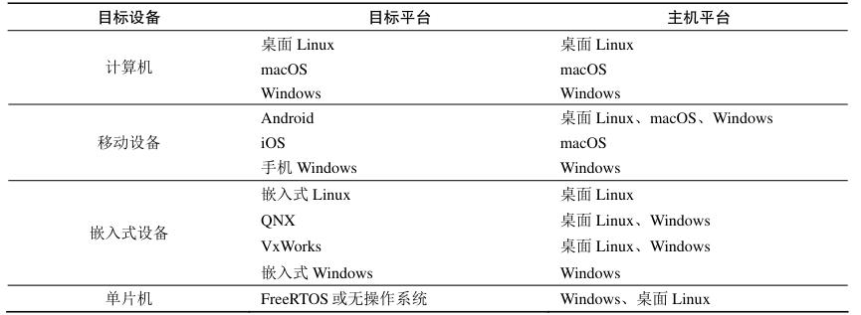 目标设备 目标平台 主机平台
桌面 Linux 桌面 Linux
计算机 macOS macOS
Windows Windows
Android 桌面 Linux、macOS、Windows
移动设备 iOS macOS
手机 Windows Windows
嵌入式 Linux 桌面 Linux
QNX 桌面 Linux、Windows
嵌入式设备
VxWorks 桌面 Linux、Windows
嵌入式 Windows Windows
单片机 FreeRTOS 或无操作系统 Windows、桌面 Linux